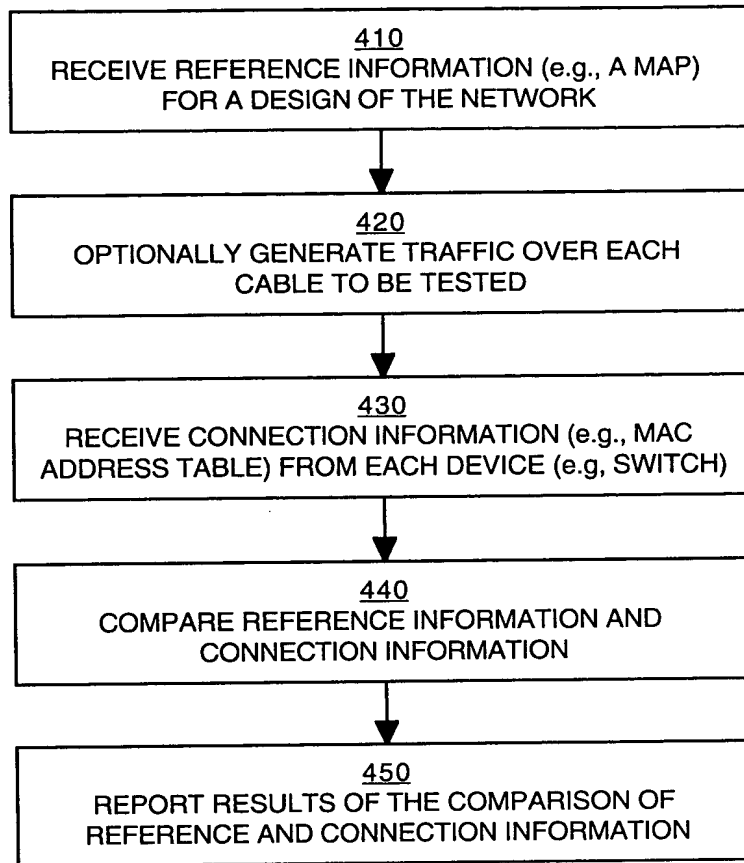 410
RECEIVE REFERENCE INFORMATION (e.g., A MAP)
FOR A DESIGN OF THE NETWORK
420
OPTIONALLY GENERATE TRAFFIC OVER EACH
CABLE TO BE TESTED
430
RECEIVE CONNECTION INFORMATION (e.g., MAC
ADDRESS TABLE) FROM EACH DEVICE (e.g, SWITCH)
440
COMPARE REFERENCE INFORMATION AND
CONNECTION INFORMATION
450
REPORT RESULTS OF THE COMPARISON OF
REFERENCE AND CONNECTION INFORMATION